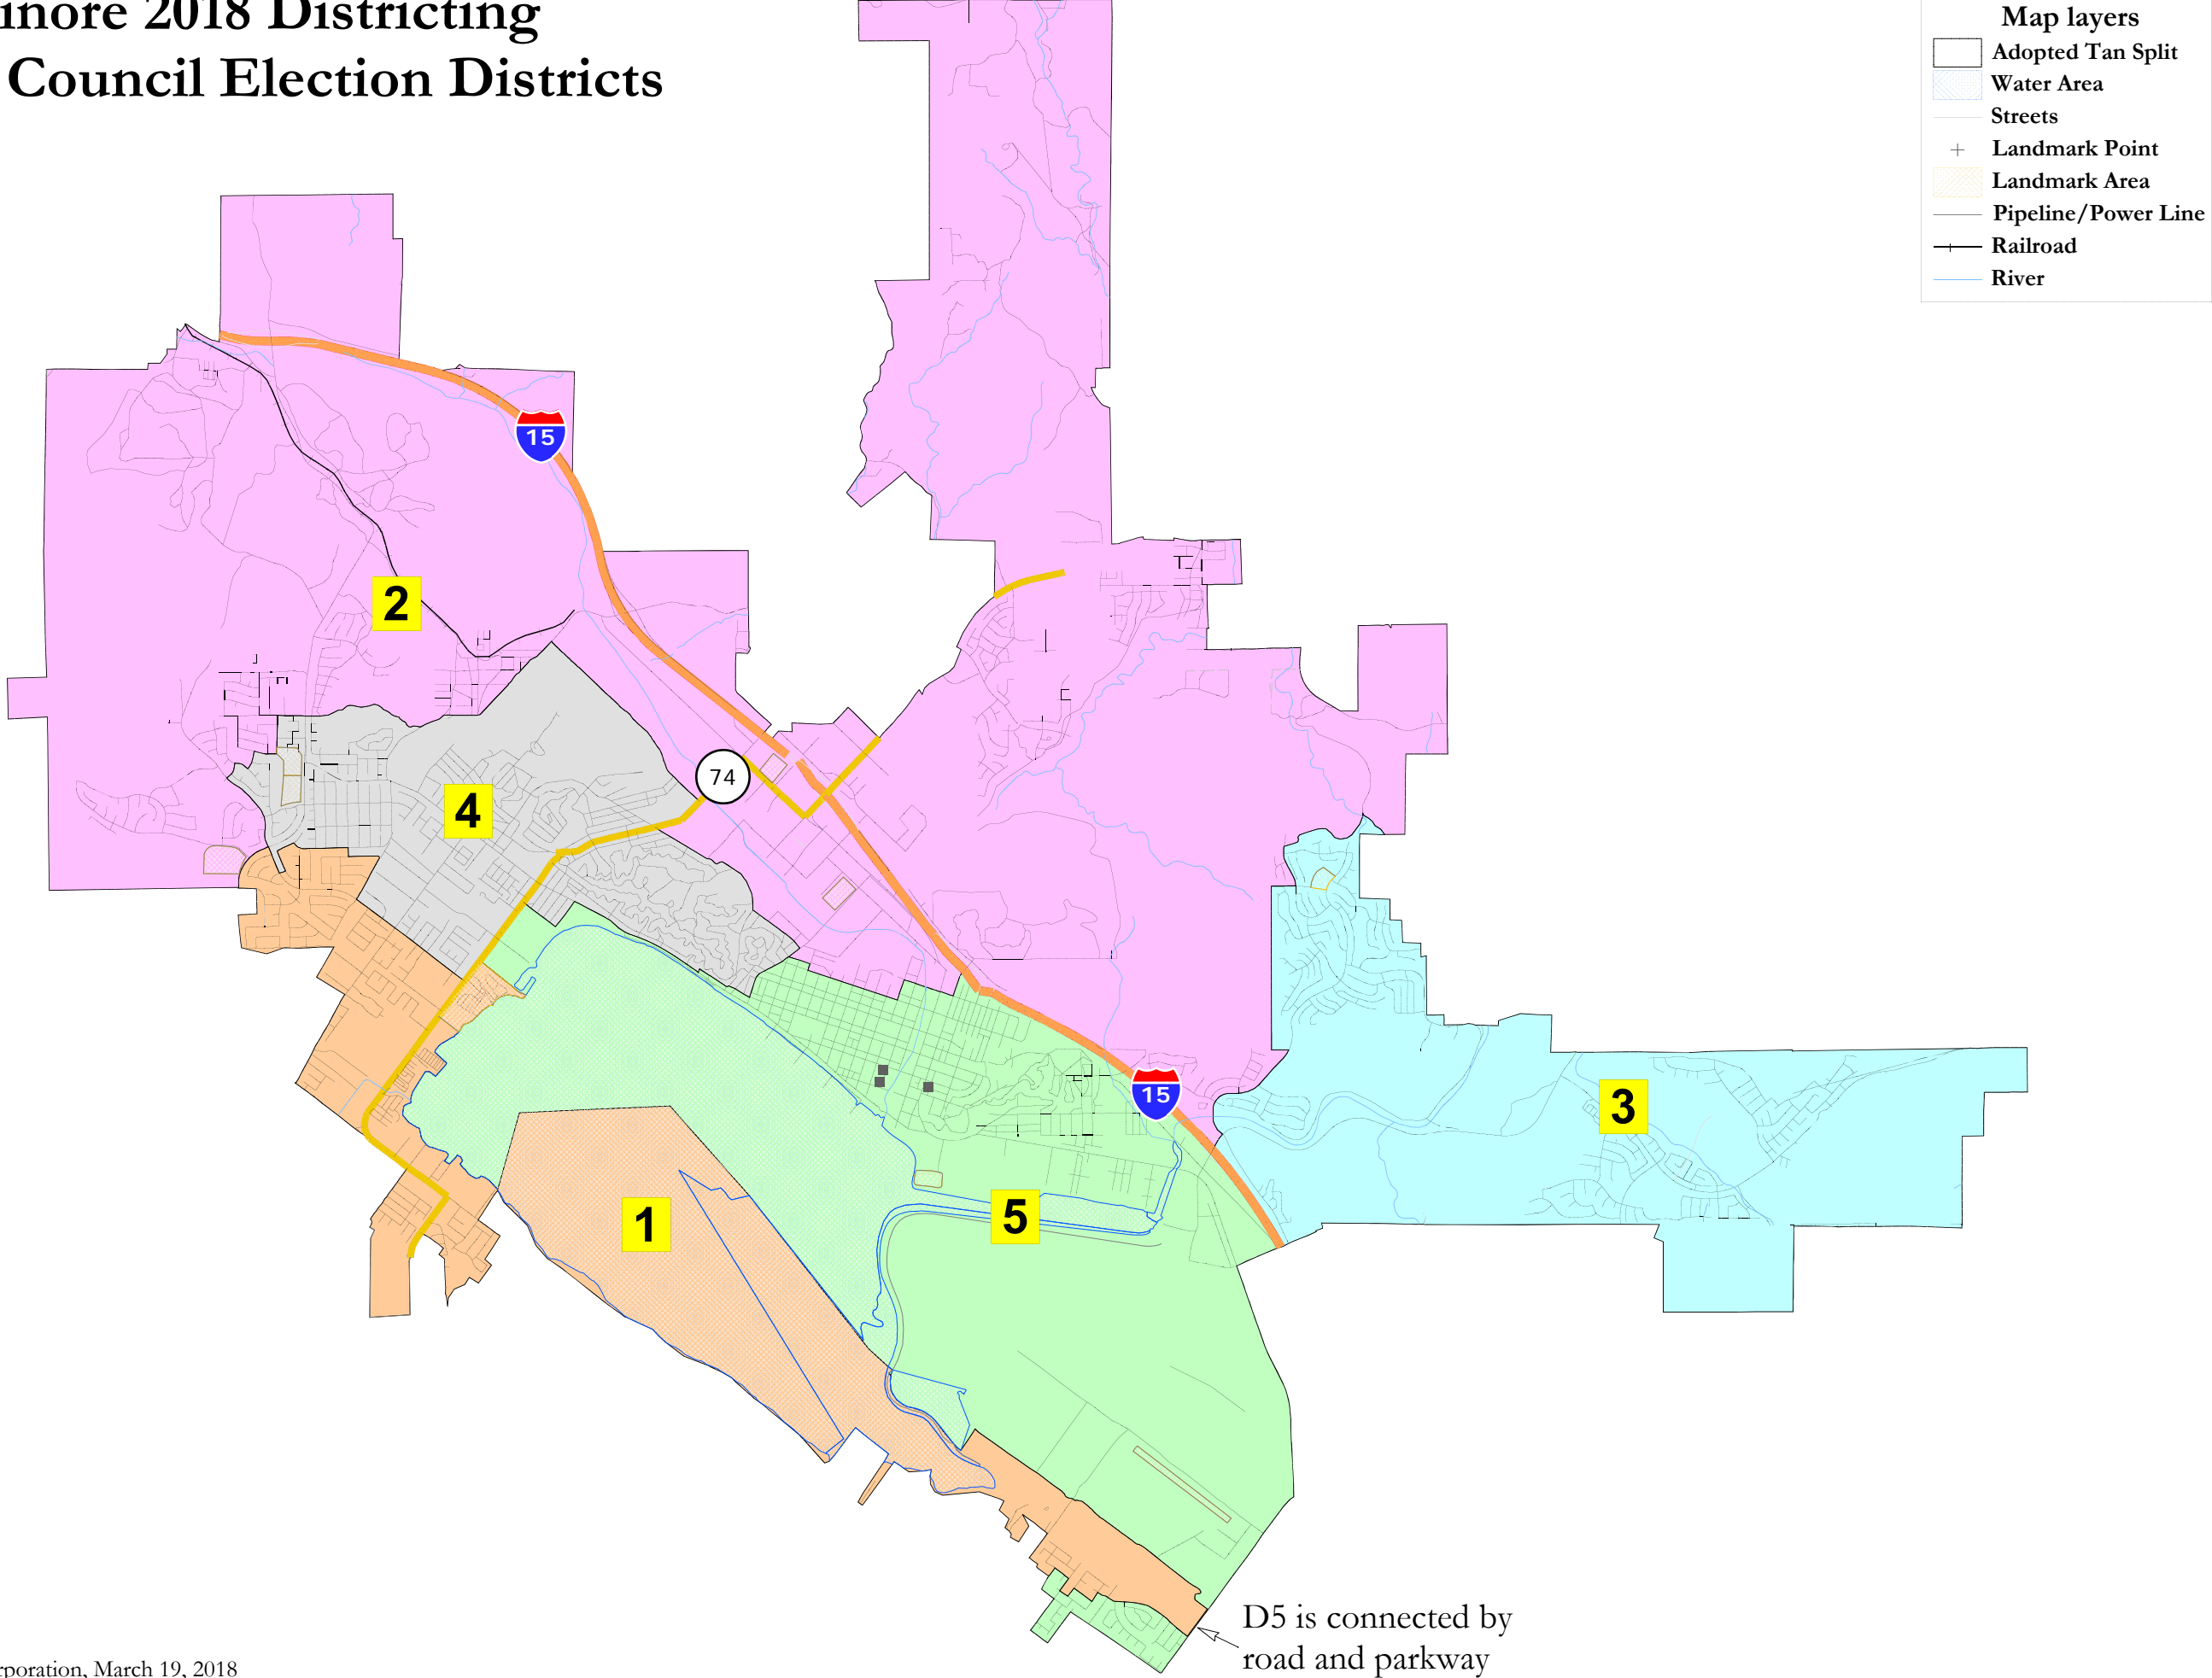 inore 2018 Districting
Council Election Districts
Map layers
Adopted Tan Split
Water Area
Streets
Landmark Point
Landmark Area
Pipeline/Power Line
Railroad
River
15
2
74
4
3
15
1
5
D5 is connected by
road and parkway
rporation, March 19, 2018